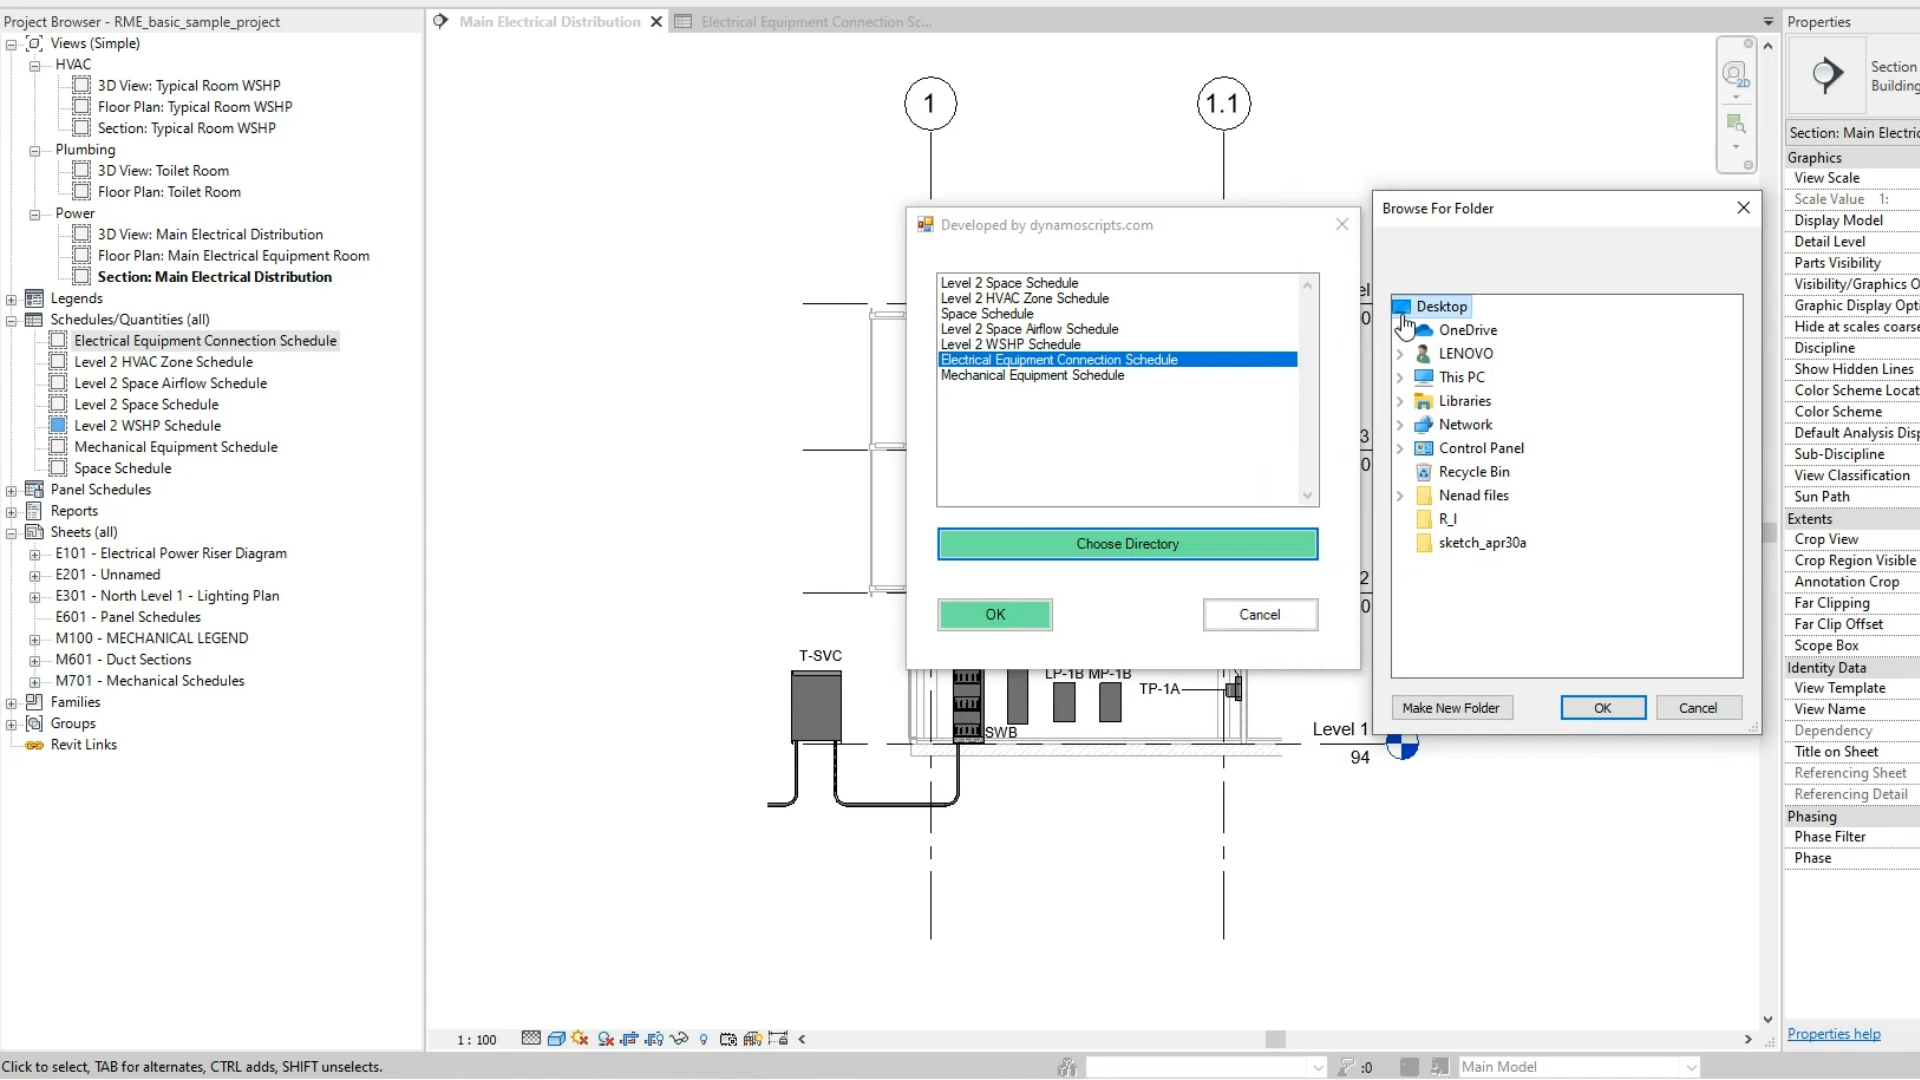 Project Browser - RME_basic_sample_project
Views (Simple)
HVAC
3D View: Typical Room WSHP
Floor Plan: Typical Room WSHP
Section: Typical Room WSHP
Plumbing
3D View: Toilet Room
Floor Plan: Toilet Room
Power
3D View: Main Electrical Distribution
Floor Plan: Main Electrical Equipment Room
Section: Main Electrical Distribution
Legends
Schedules/Quantities (all)
Electrical Equipment Connection Schedule
Level 2 HVAC Zone Schedule
Level 2 Space Airflow Schedule
Level 2 Space Schedule
Level 2 WSHP Schedule
Mechanical Equipment Schedule
Space Schedule
Panel Schedules
Reports
Sheets (all)
E101 - Electrical Power Riser Diagram
E201 - Unnamed
E301 - North Level 1 - Lighting Plan
E601 - Panel Schedules
M100 - MECHANICAL LEGEND
M601 - Duct Sections
M701 - Mechanical Schedules
Families
Groups
Revit Links
Main Electrical Distribution
Electrical Equipment Connection Sc...
1
1.1
2D
Developed by dynamoscripts.com
Level 2 Space Schedule
Level 2 HVAC Zone Schedule
Space Schedule
Level 2 Space Airflow Schedule
Level 2 WSHP Schedule
Electrical Equipment Connection Schedule
Mechanical Equipment Schedule
Choose Directory
OK
Cancel
el
0
3
0
2
0
T-SVC
LP-1B MP-1B
TP-1A
SWB
Level 1
94
Browse For Folder
Desktop
OneDrive
LENOVO
This PC
Libraries
Network
Control Panel
Recycle Bin
Nenad files
R_I
sketch_apr30a
Make New Folder
OK
Cancel
Properties
Section
Building
Section: Main Electric
Graphics
View Scale
Scale Value 1:
Display Model
Detail Level
Parts Visibility
Visibility/Graphics O
Graphic Display Opti
Hide at scales coarse
Discipline
Show Hidden Lines
Color Scheme Locat
Color Scheme
Default Analysis Disp
Sub-Discipline
View Classification
Sun Path
Extents
Crop View
Crop Region Visible
Annotation Crop
Far Clipping
Far Clip Offset
Scope Box
Identity Data
View Template
View Name
Dependency
Title on Sheet
Referencing Sheet
Referencing Detail
Phasing
Phase Filter
Phase
Properties help
1 : 100
Click to select, TAB for alternates, CTRL adds, SHIFT unselects.
:0
Main Model